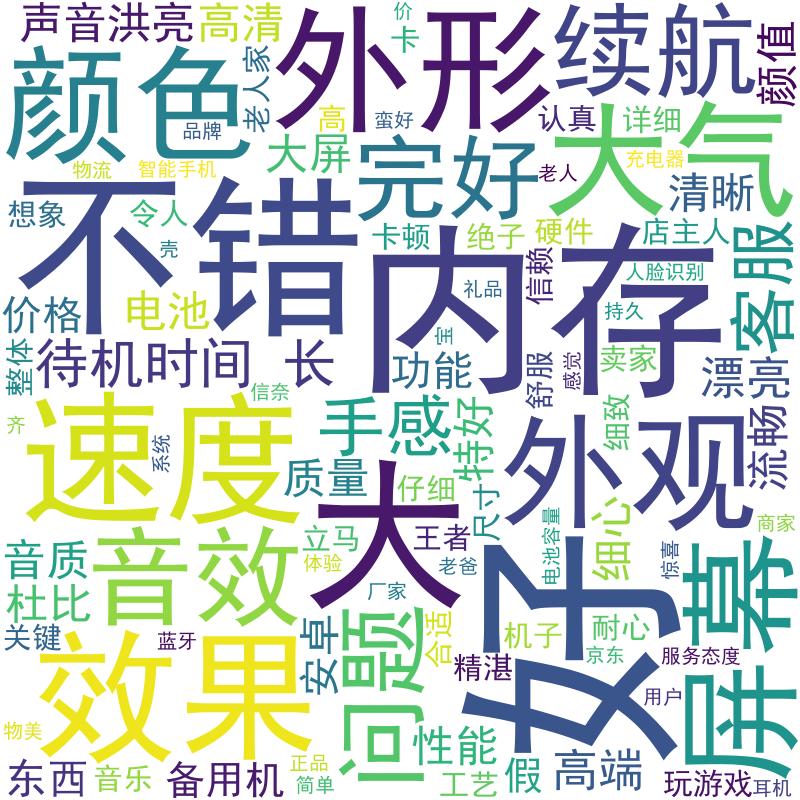 声音洪亮
高清
外形
价
卡
续航
颜值
颜色
老人家
品牌
高
蛮好
认真
详细
大屏
完好
大气
物流
智能手机
老人
充电器
清晰
想象
令人
不错
壳
卡顿
绝子
硬件
店主人
客服
内存
信赖
人脸识别
礼品
持久
价格
电池
宝
整体
待机时间
长
功能
舒服
感觉
卖家
漂亮
信奈
齐
速度
系统
手感
特好
细致
流畅
外观
质量
大
仔细
尺寸
音质
音效
立马
体验
王者
老爸
电池容量
细心
惊喜
商家
杜比
厂家
好
屏幕
关键
蓝牙
安卓
问题
合适
机子
耐心
京东
服务态度
精湛
效果
用户
物美
性能
东西
音乐
备用机
正品
简单
工艺
假
高端
玩游戏
耳机